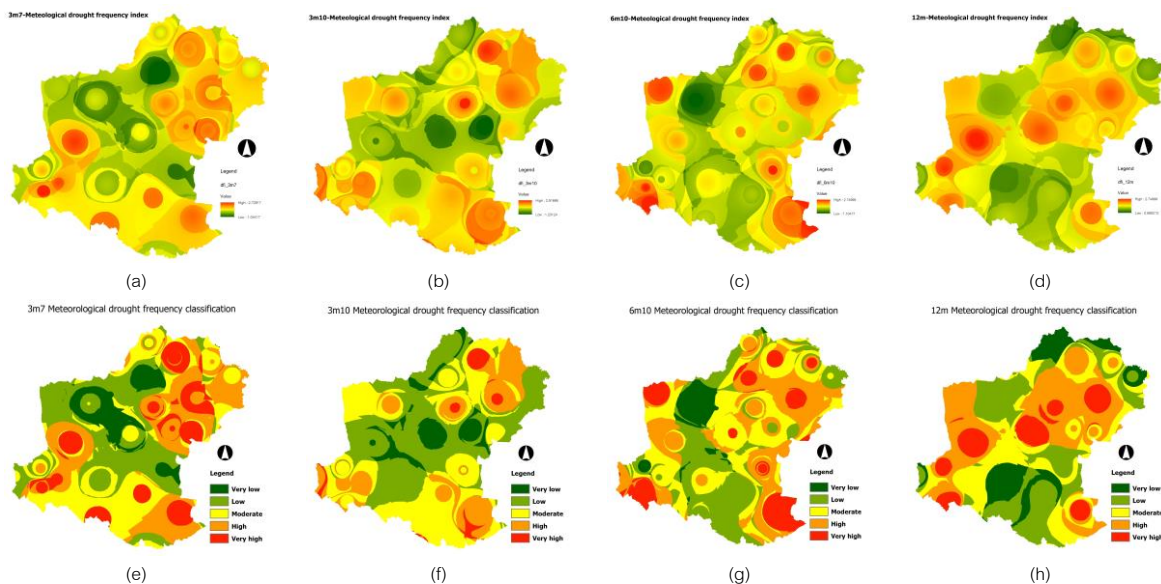 3m7-Meteological drought frequency index
3m10-Meteological drought frequency index
6m10-Meteological drought frequency index
12m-Meteological drought frequency index
Legend
dfi_3m7
Value
Legend
Value
Legend
Value
Legend
dfi_12m
Value
(a)
(b)
(c)
(d)
3m7 Meteorological drought frequency classification
3m10 Meteorological drought frequency classification
6m10 Meteorological drought frequency classification
12m Meteorological drought frequency classification
Legend
Very low
Low
Moderate
High
Very high
Legend
Very low
Low
Moderate
High
Very high
Legend
Very low
Low
Moderate
High
Very high
Legend
Very low
Low
Moderate
High
Very high
(e)
(f)
(g)
(h)